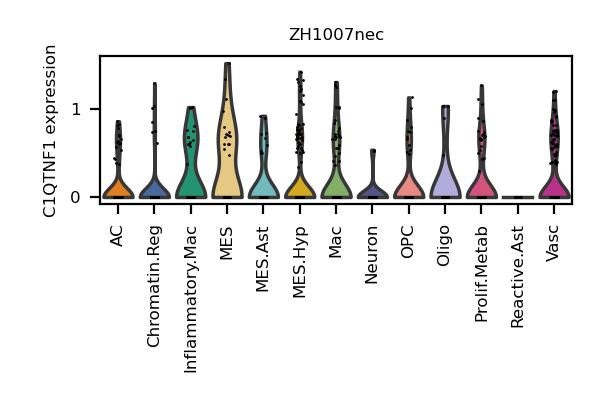 ZH1007nec
C1QTNF1 expression
1
0
AC
Chromatin.Reg
Inflammatory.Mac
MES
MES.Ast
MES.Hyp
Mac
Neuron
OPC
Oligo
Prolif.Metab
Reactive.Ast
Vasc